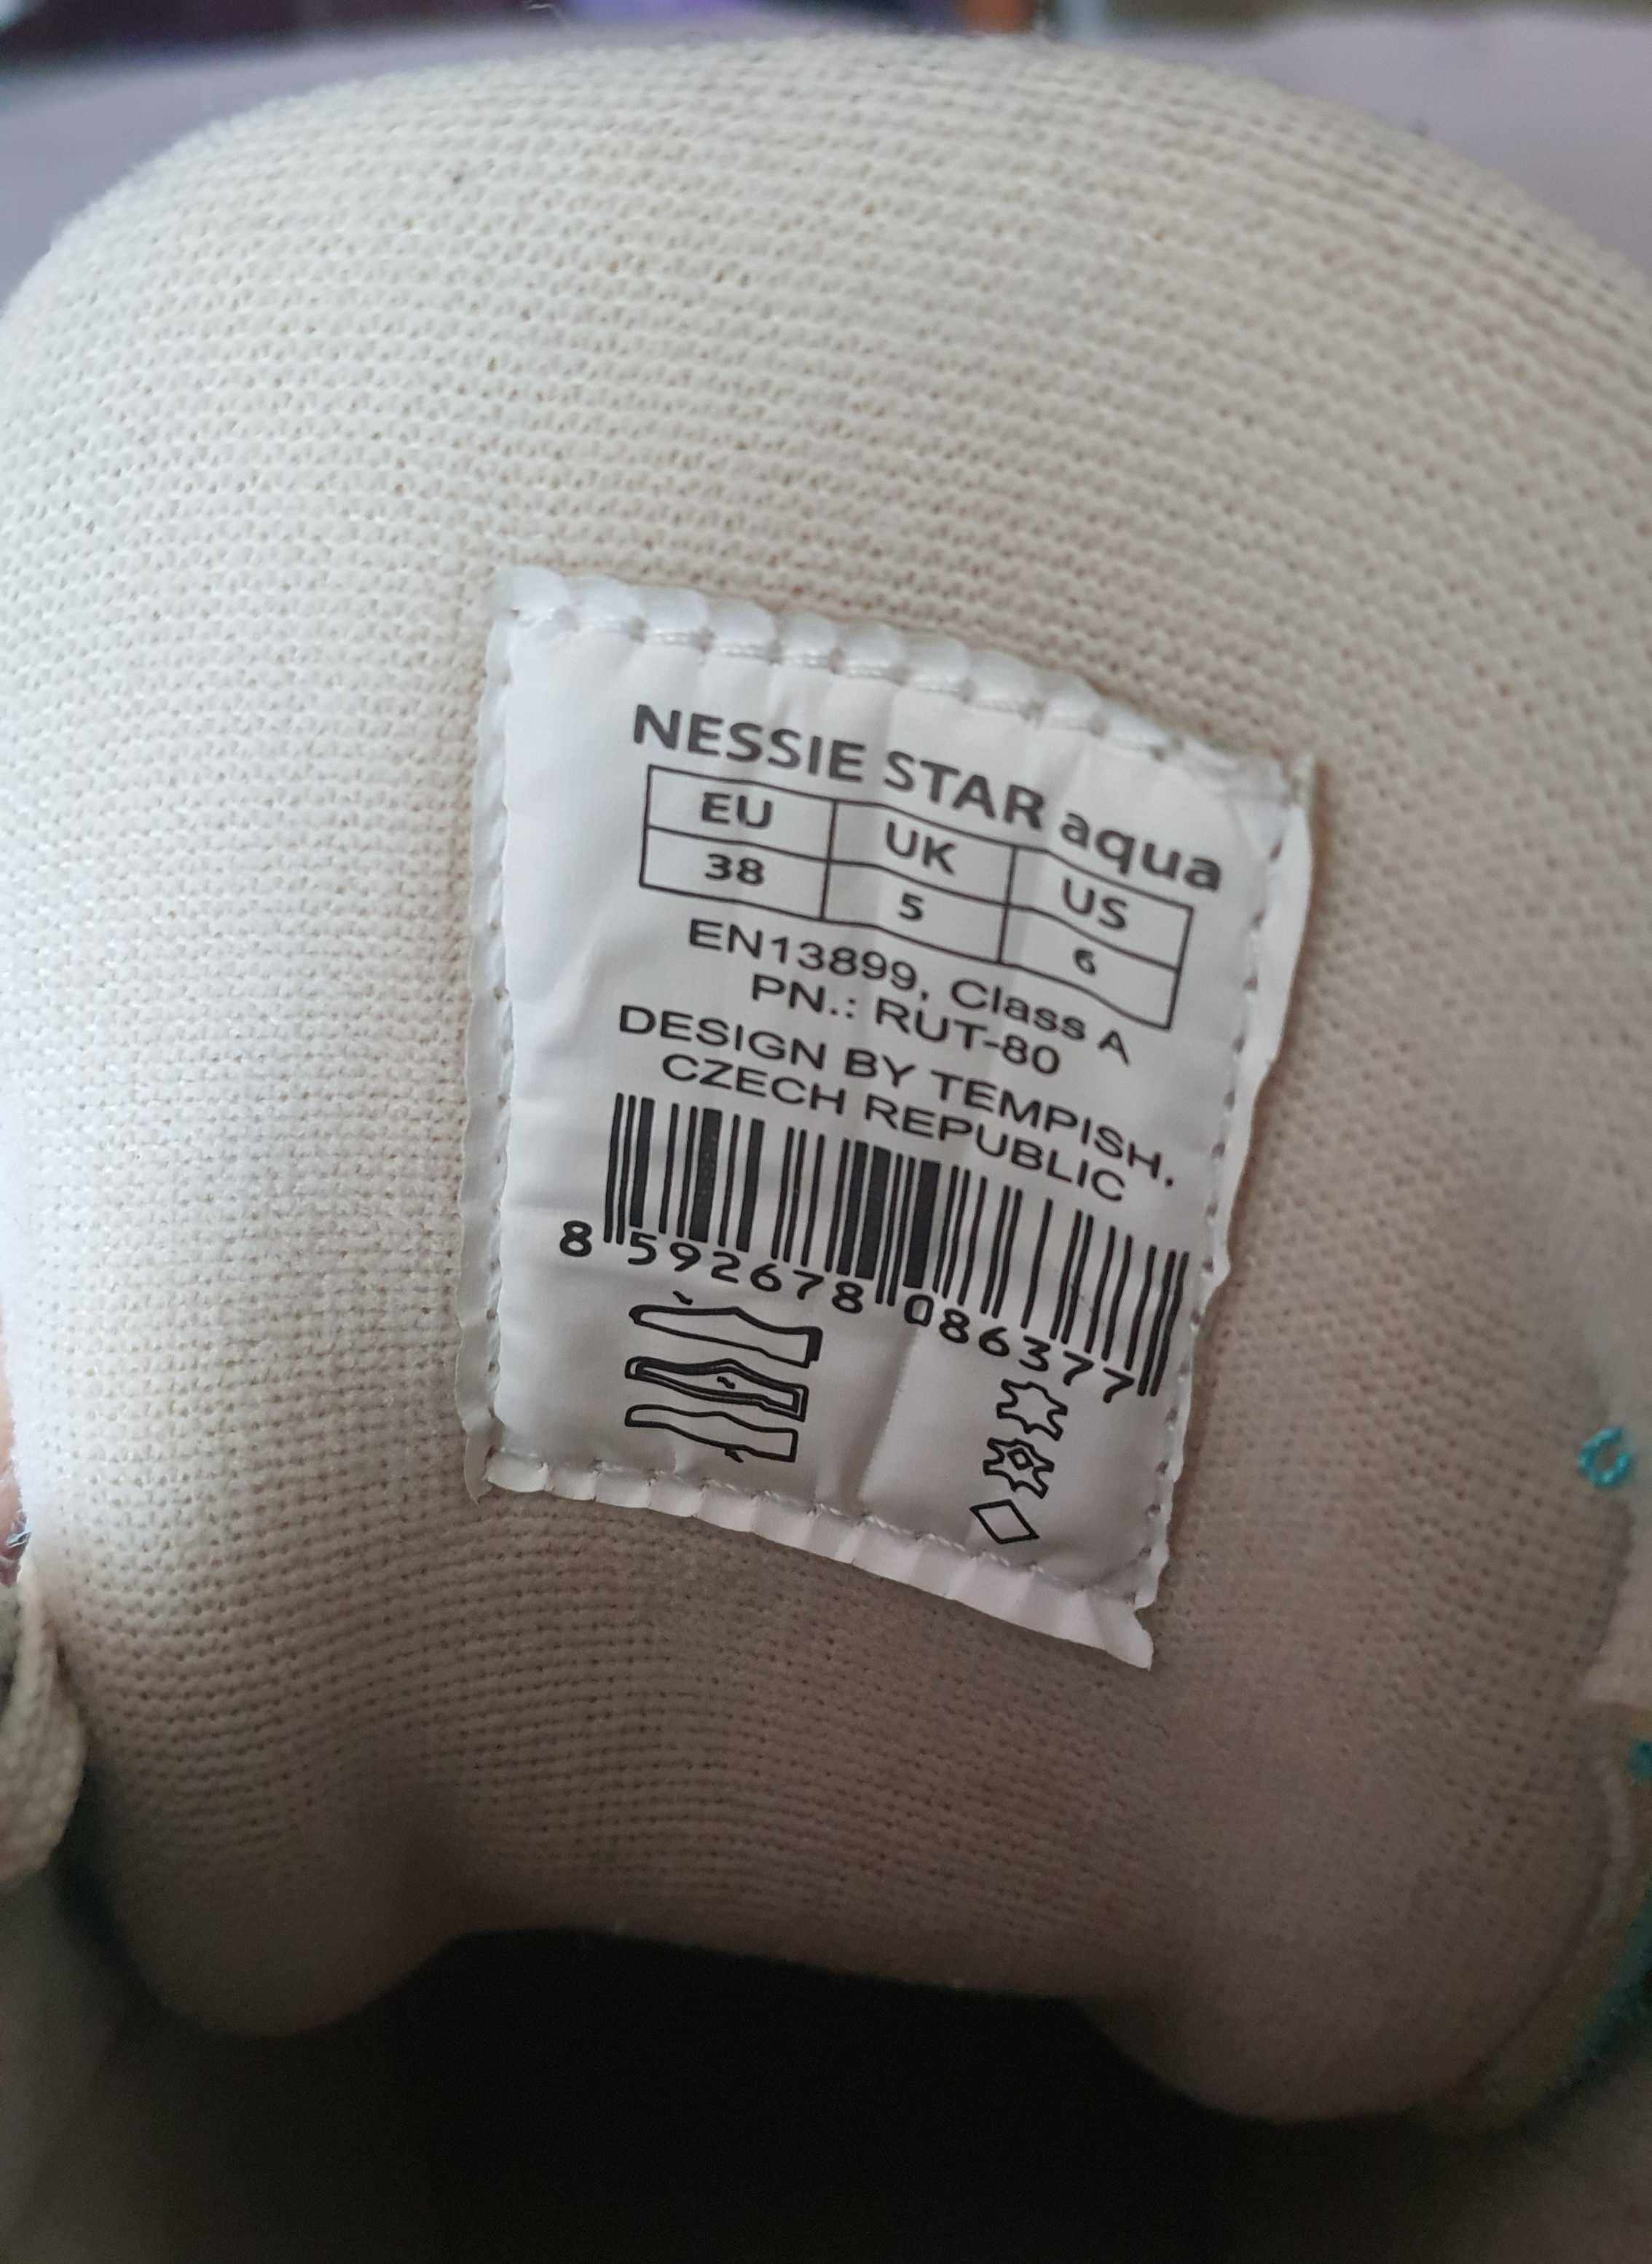 NESSIE STAR aqua
EU UK US
38 5 6
EN13899, Class A
PN.: RUT-80
DESIGN BY TEMPISH.
CZECH REPUBLIC
8 592678 086377